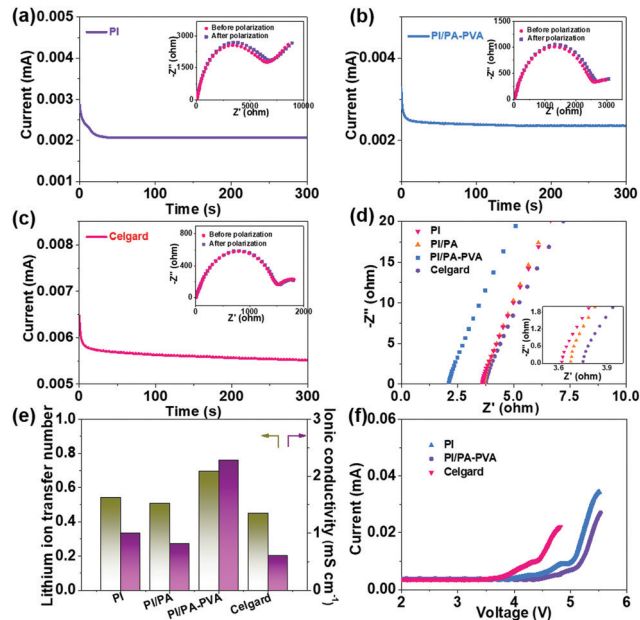 (a)
0.005
0.004
0.003
0.002
0.001
Current (mA)
PI
Before polarization
After polarization
-Z'' (ohm)
2400
1600
800
0
0
5000
10000
Z' (ohm)
0
100
200
300
Time (s)
(b)
0.004
0.002
0.000
Current (mA)
PI/PA-PVA
Before polarization
After polarization
-Z'' (ohm)
1500
1000
500
0
0
1000
2000
3000
Z' (ohm)
0
100
200
300
Time (s)
(c)
0.008
0.007
0.006
0.005
Current (mA)
Celgard
Before polarization
After polarization
-Z'' (ohm)
800
400
0
0
1000
2000
Z' (ohm)
0
100
200
300
Time (s)
(d)
20
15
10
5
0
-Z'' (ohm)
PI
PI/PA
PI/PA-PVA
Celgard
1.8
1.2
0.6
0.0
-Z'' (ohm)
3.6
3.9
Z' (ohm)
0.0
2.5
5.0
7.5
10.0
Z' (ohm)
(e)
1.0
0.8
0.6
0.4
0.2
0.0
Lithium ion transfer number
3
2
1
0
Ionic conductivity (mS cm⁻¹)
PI
PI/PA
PI/PA-PVA
Celgard
(f)
0.06
0.04
0.02
0.00
Current (mA)
PI
PI/PA-PVA
Celgard
2
3
4
5
6
Voltage (V)